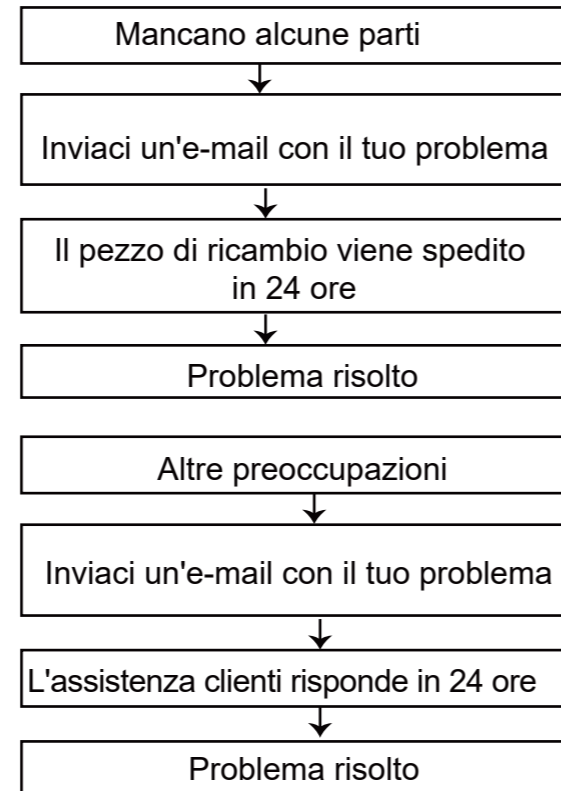 Mancano alcune parti
Inviaci un'e-mail con il tuo problema
Il pezzo di ricambio viene spedito
in 24 ore
Problema risolto
Altre preoccupazioni
Inviaci un'e-mail con il tuo problema
L'assistenza clienti risponde in 24 ore
Problema risolto